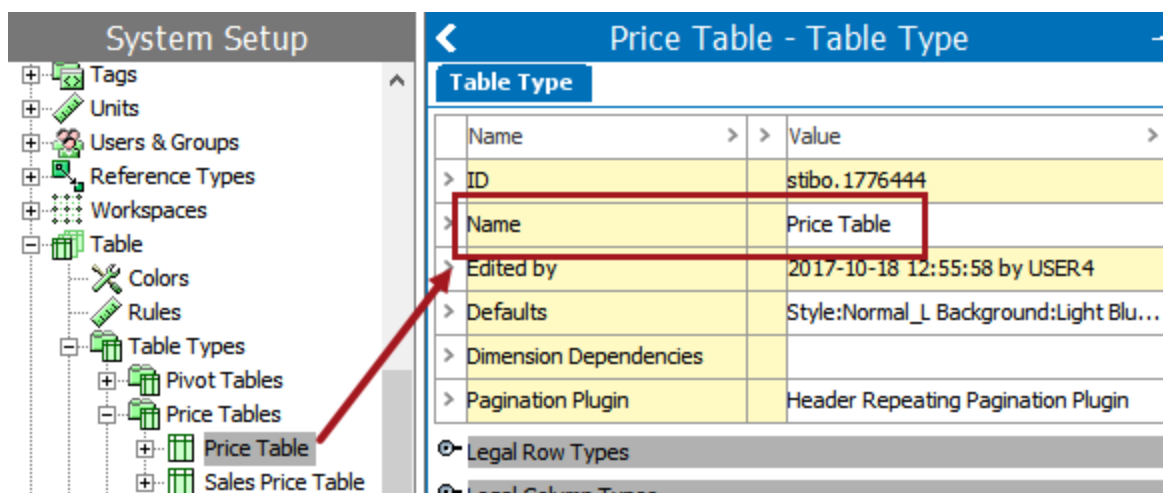 System Setup
Tags
Units
Users & Groups
Reference Types
Workspaces
Table
Colors
Rules
Table Types
Pivot Tables
Price Tables
Price Table
Sales Price Table
Price Table - Table Type
Table Type
Name > > Value >
> ID stibo.1776444
> Name Price Table
> Edited by 2017-10-18 12:55:58 by USER4
> Defaults Style:Normal_L Background:Light Blu...
> Dimension Dependencies
> Pagination Plugin Header Repeating Pagination Plugin
Legal Row Types
Legal Column Types